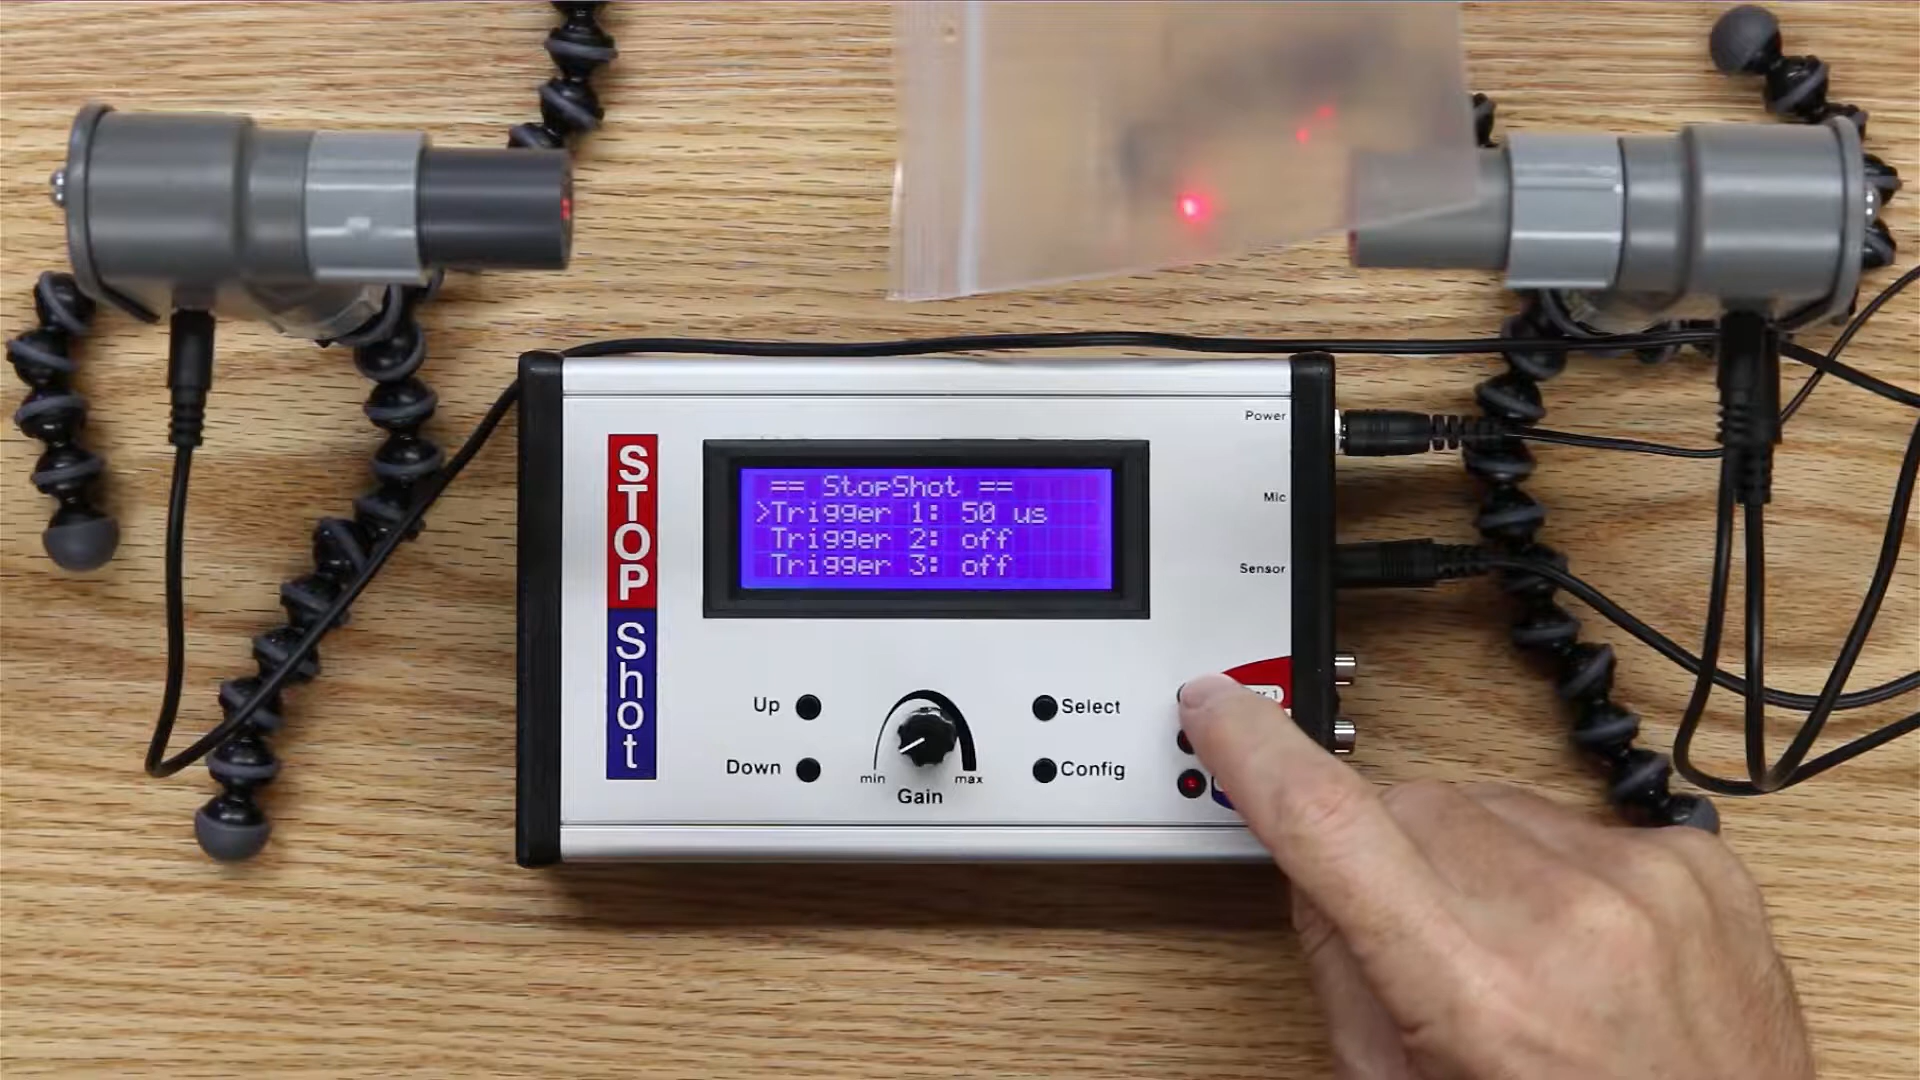 STOP
Shot
== StopShot ==
>Trigger 1: 50 us
Trigger 2: off
Trigger 3: off
Power
Mic
Sensor
Up
Down
min
max
Gain
Select
Config